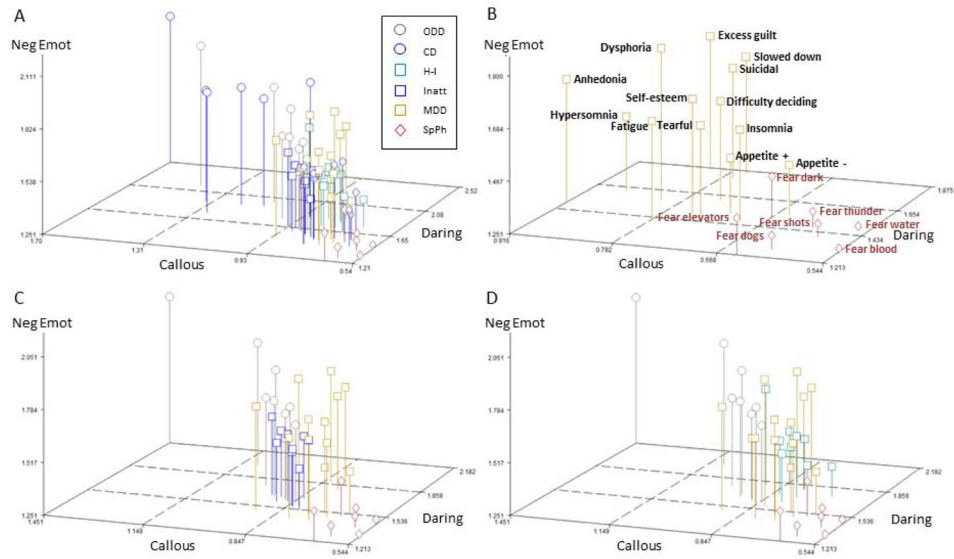 A
Neg Emot
2.111
1.824
1.536
1.251
1.70
1.31
0.93
0.54
1.21
1.65
2.08
2.52
Callous
Daring
ODD
CD
H-I
Inatt
MDD
SpPh
B
Neg Emot
1.800
1.684
1.467
1.251
0.916
0.792
0.668
0.544
1.213
1.434
1.654
1.875
Callous
Daring
Excess guilt
Dysphoria
Slowed down
Suicidal
Anhedonia
Self-esteem
Difficulty deciding
Hypersomnia
Fatigue
Tearful
Insomnia
Appetite +
Appetite -
Fear dark
Fear elevators
Fear shots
Fear thunder
Fear water
Fear dogs
Fear blood
C
Neg Emot
2.051
1.784
1.517
1.251
1.451
1.149
0.847
0.544
1.213
1.536
1.859
2.182
Callous
Daring
D
Neg Emot
2.051
1.784
1.517
1.251
1.451
1.149
0.847
0.544
1.213
1.536
1.859
2.182
Callous
Daring